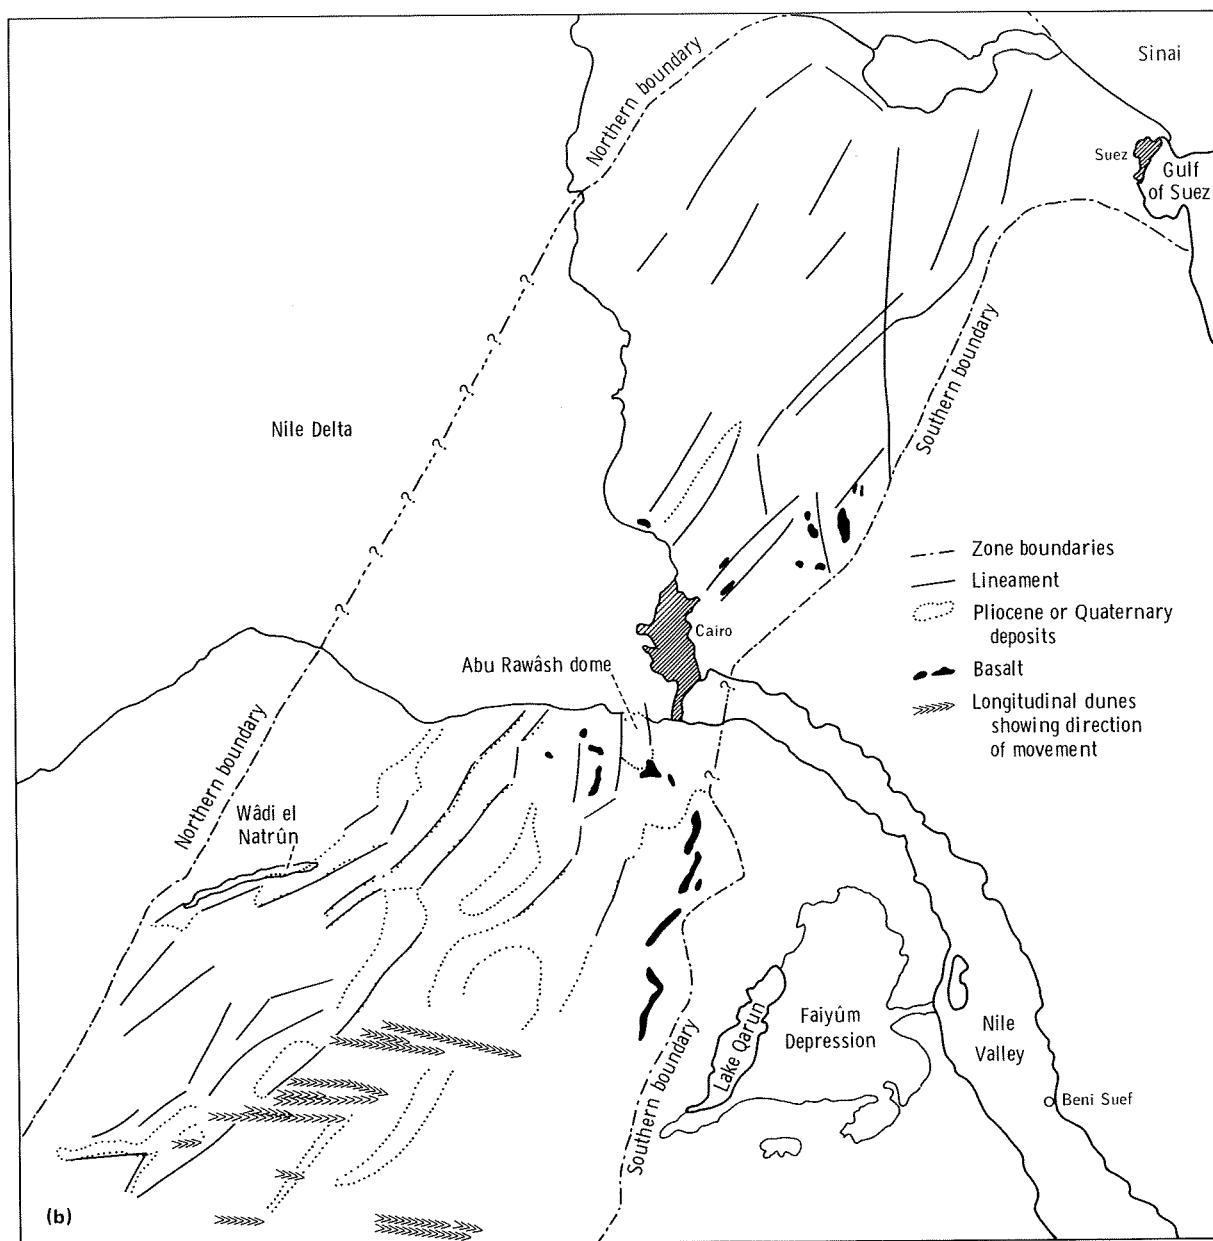 Sinai
Northern boundary
Suez
Gulf
of Suez
?
?
?
?
Southern boundary
Nile Delta
?
?
?
?
Zone boundaries
Lineament
Pliocene or Quaternary
deposits
Basalt
Longitudinal dunes
showing direction
of movement
Cairo
Abu Rawâsh dome
?
?
Northern boundary
Wâdi el
Natrûn
Lake Qarun
Faiyûm
Depression
Nile
Valley
Beni Suef
Southern boundary
(b)